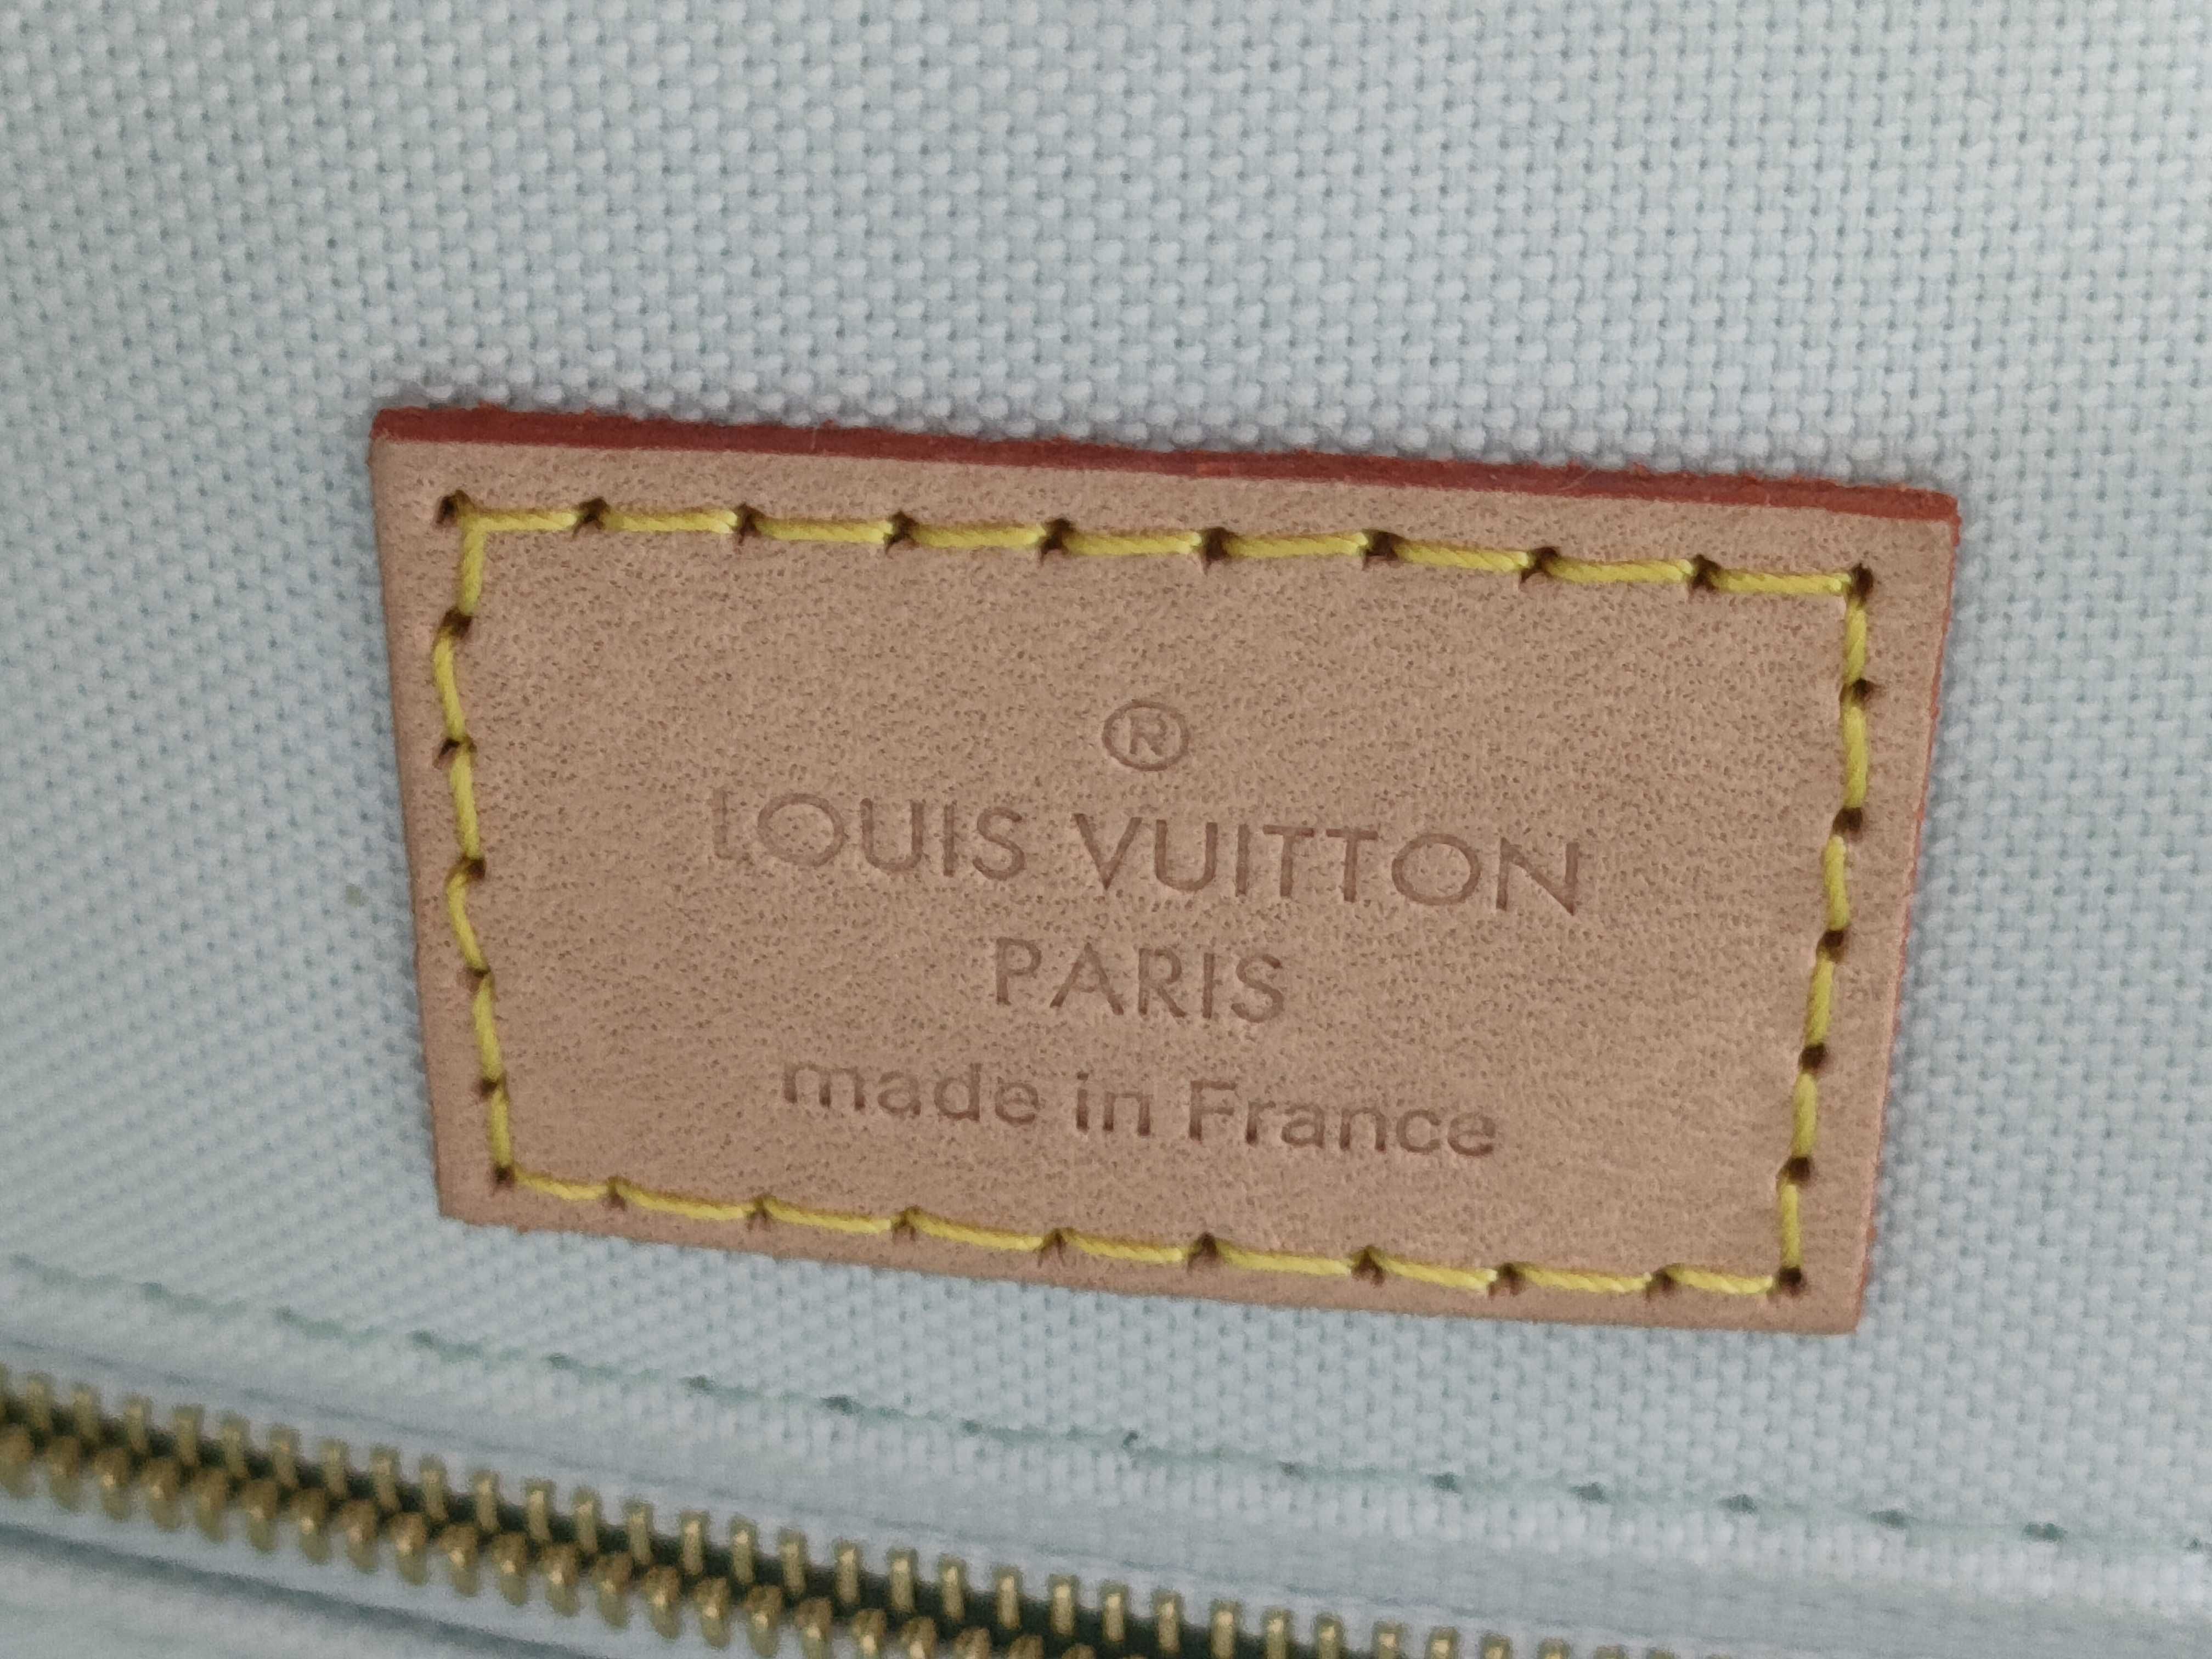 ®
LOUIS VUITTON
PARIS
made in France